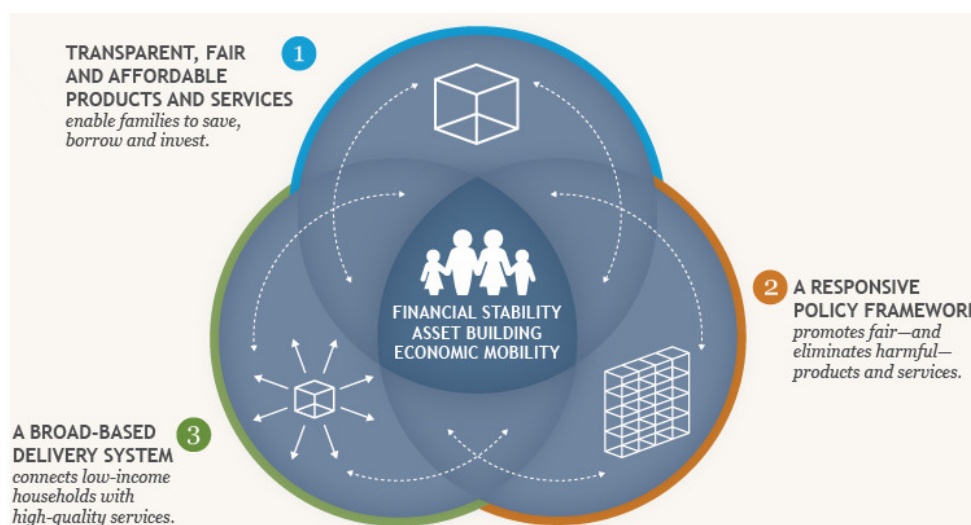 TRANSPARENT, FAIR
AND AFFORDABLE
PRODUCTS AND SERVICES
enable families to save,
borrow and invest.
1
2
A RESPONSIVE
POLICY FRAMEWORK
promotes fair—and
eliminates harmful—
products and services.
FINANCIAL STABILITY
ASSET BUILDING
ECONOMIC MOBILITY
3
A BROAD-BASED
DELIVERY SYSTEM
connects low-income
households with
high-quality services.